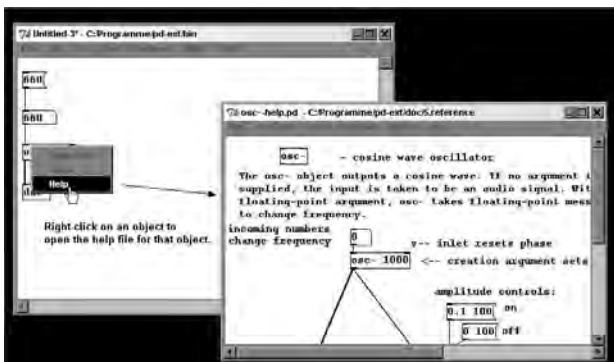 Untitled-3* - C:/Programme/pd-ext/bin
660
660
Help
Right-click on an object to
open the help file for that object.
osc~-help.pd - C:/Programme/pd-ext/doc/5.reference
osc~ - cosine wave oscillator
The osc~ object outputs a cosine wave. If no argument i
supplied, the input is taken to be an audio signal. Wit
floating-point argument, osc~ takes floating-point mess
to change frequency.
incoming numbers
change frequency
0
v-- inlet resets phase
osc~ 1000 <-- creation argument sets
amplitude controls:
0.1 100 on
0 100 off